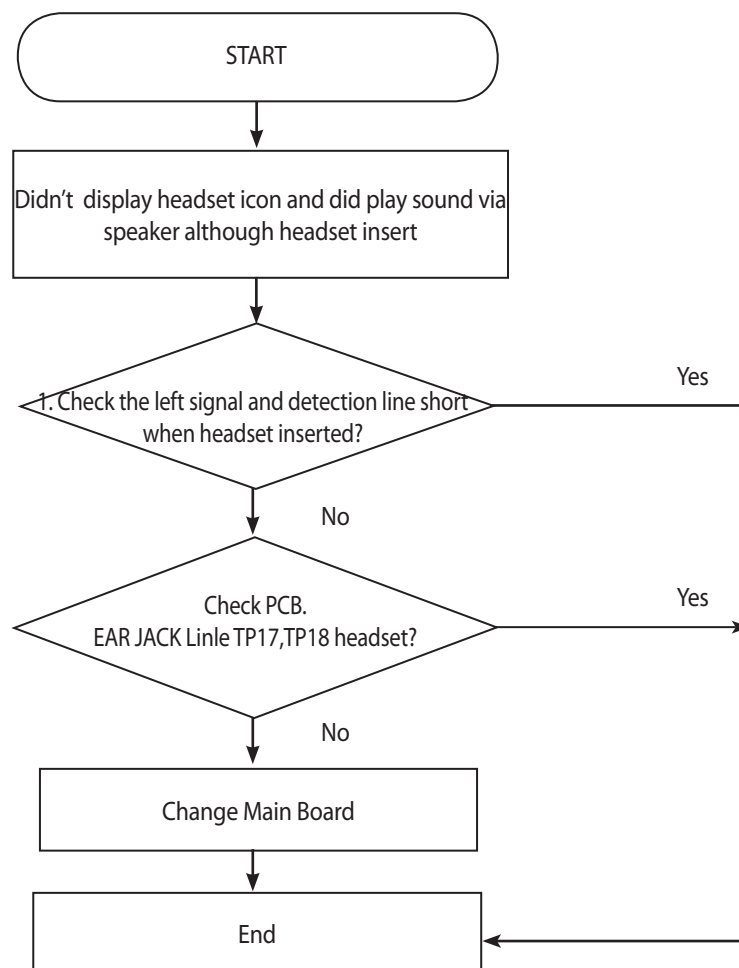 START
Didn't display headset icon and did play sound via
speaker although headset insert
1. Check the left signal and detection line short
when headset inserted?
Yes
No
Check PCB.
EAR JACK Linle TP17,TP18 headset?
Yes
No
Change Main Board
End